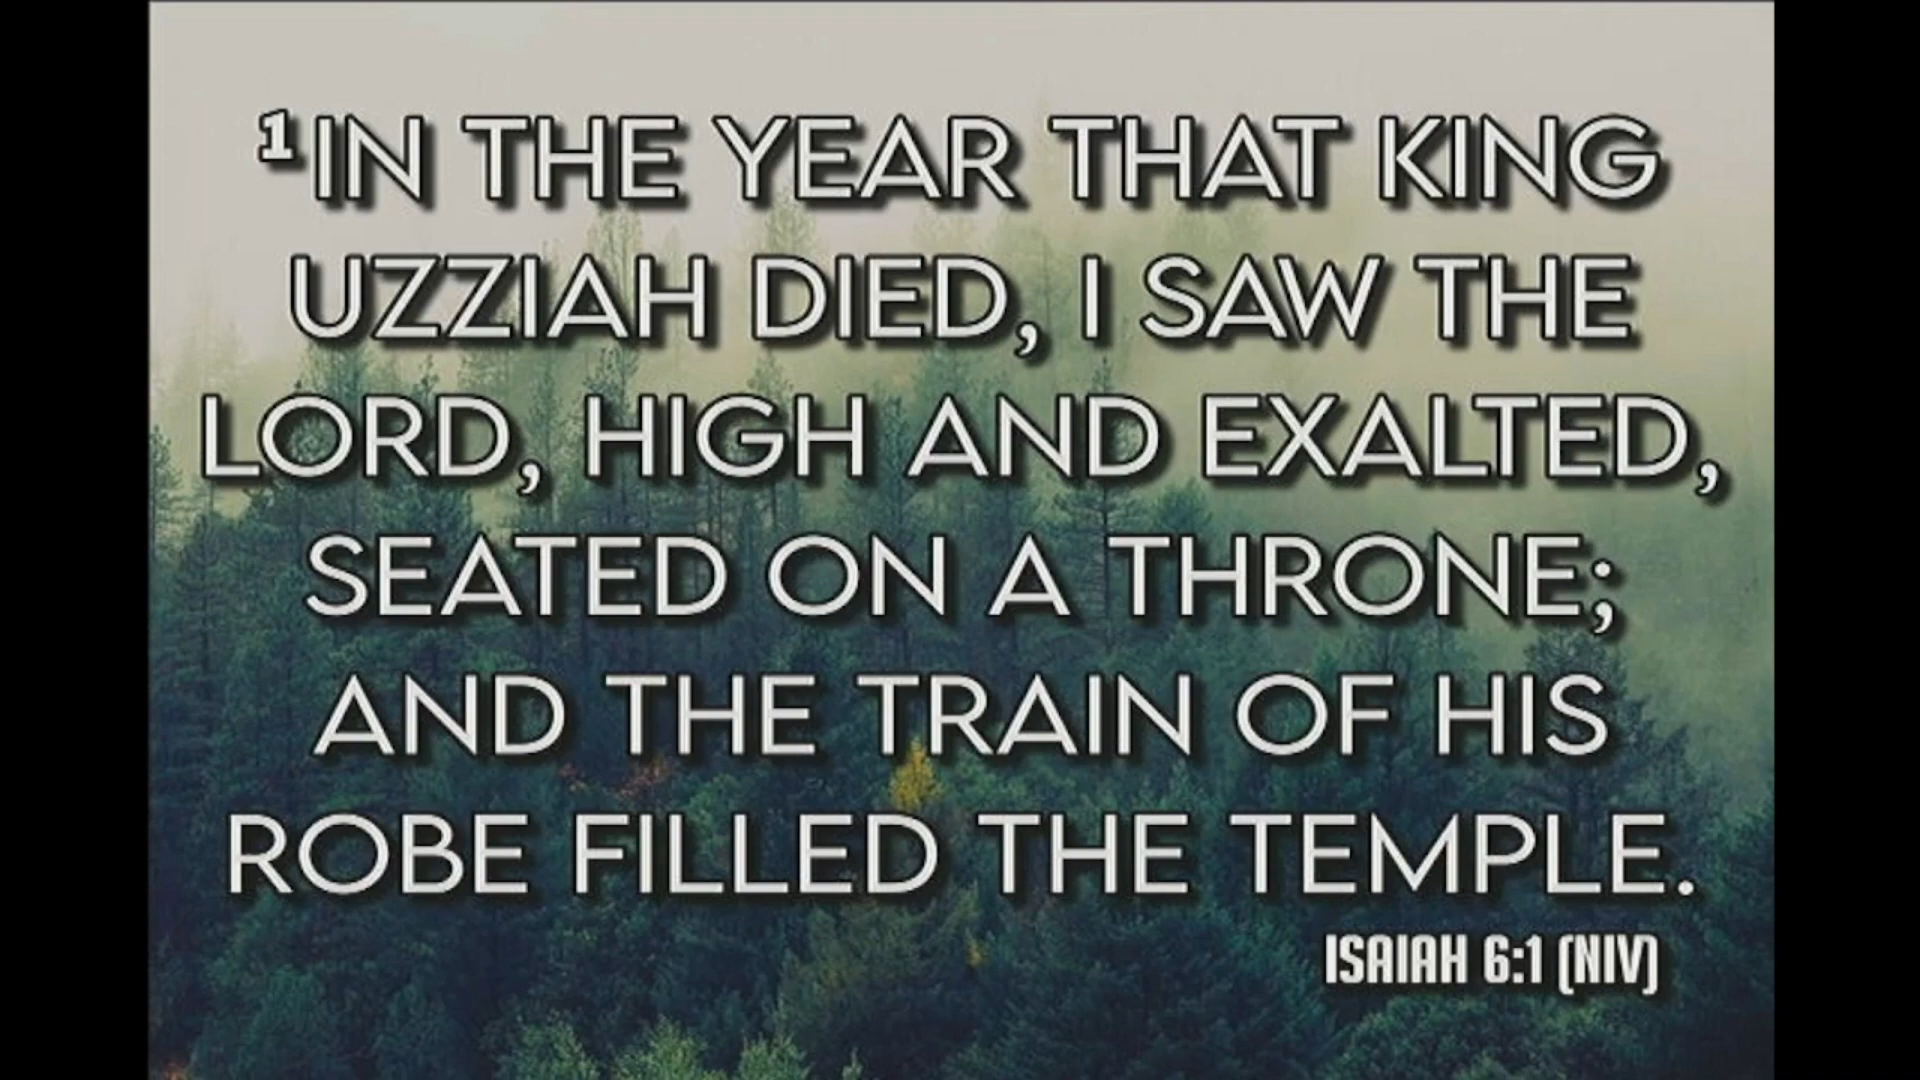 ¹IN THE YEAR THAT KING
UZZIAH DIED, I SAW THE
LORD, HIGH AND EXALTED,
SEATED ON A THRONE;
AND THE TRAIN OF HIS
ROBE FILLED THE TEMPLE.
ISAIAH 6:1 (NIV)